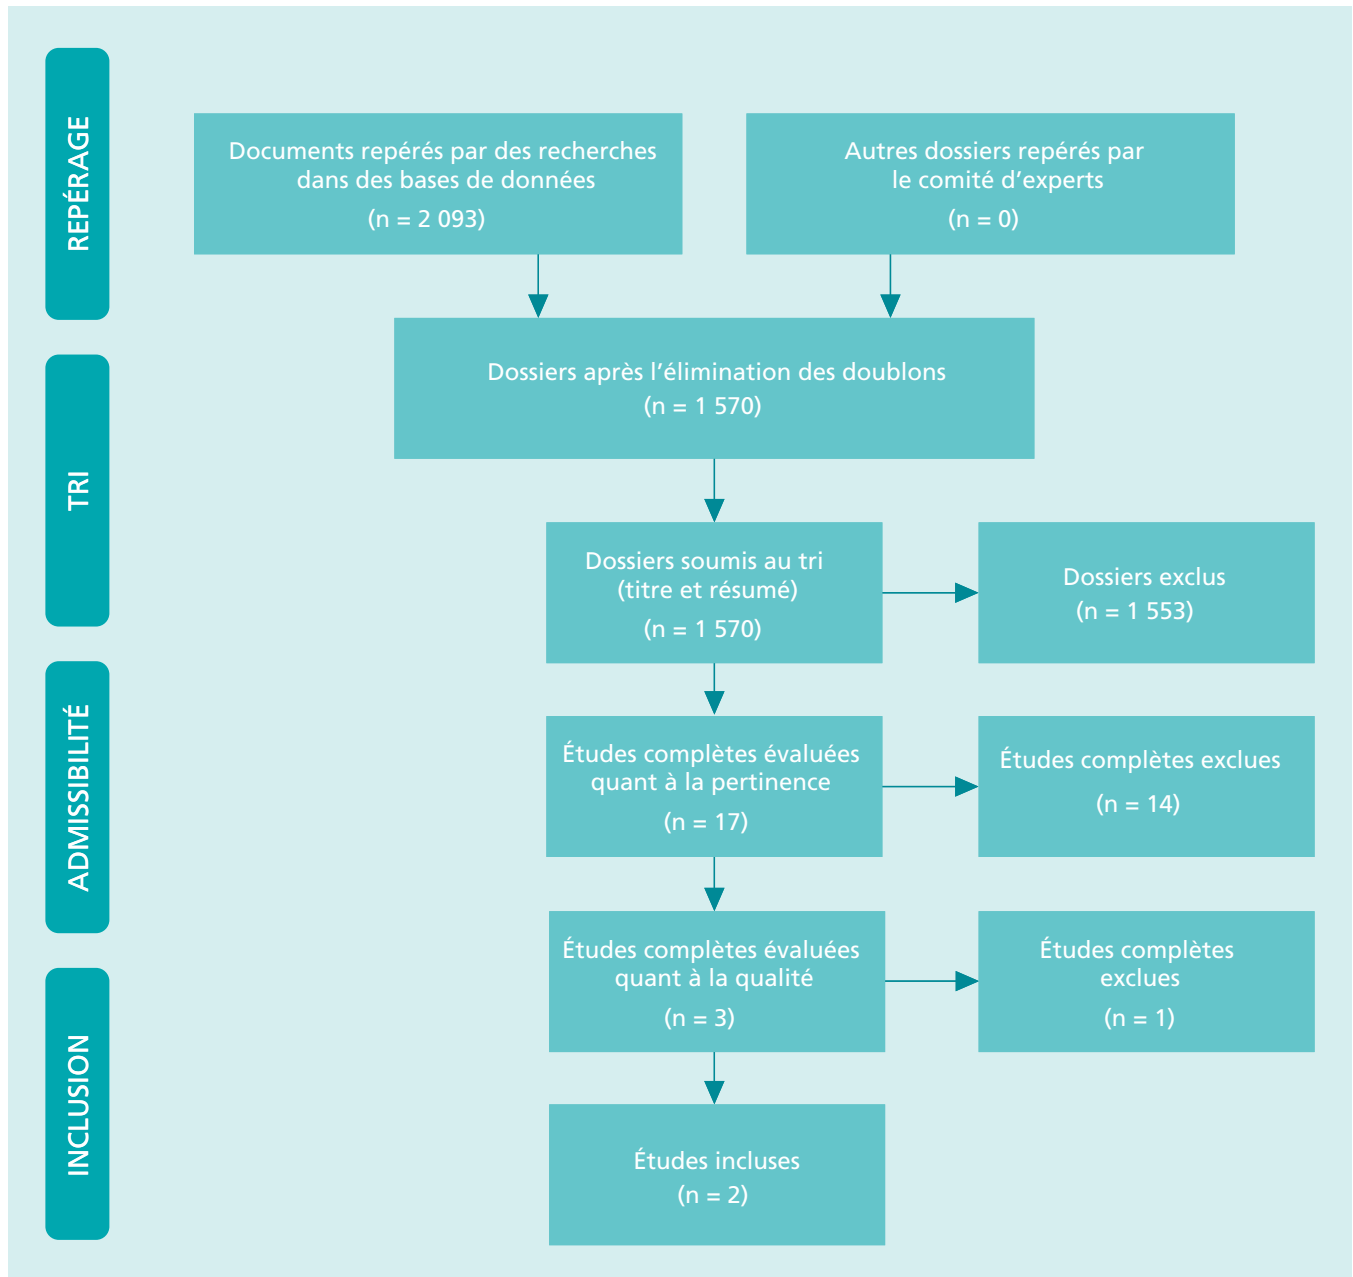 REPÉRAGE
Documents repérés par des recherches
dans des bases de données
(n = 2 093)
Autres dossiers repérés par
le comité d’experts
(n = 0)
TRI
Dossiers après l’élimination des doublons
(n = 1 570)
Dossiers soumis au tri
(titre et résumé)
(n = 1 570)
Dossiers exclus
(n = 1 553)
ADMISSIBILITÉ
Études complètes évaluées
quant à la pertinence
(n = 17)
Études complètes exclues
(n = 14)
Études complètes évaluées
quant à la qualité
(n = 3)
Études complètes
exclues
(n = 1)
INCLUSION
Études incluses
(n = 2)